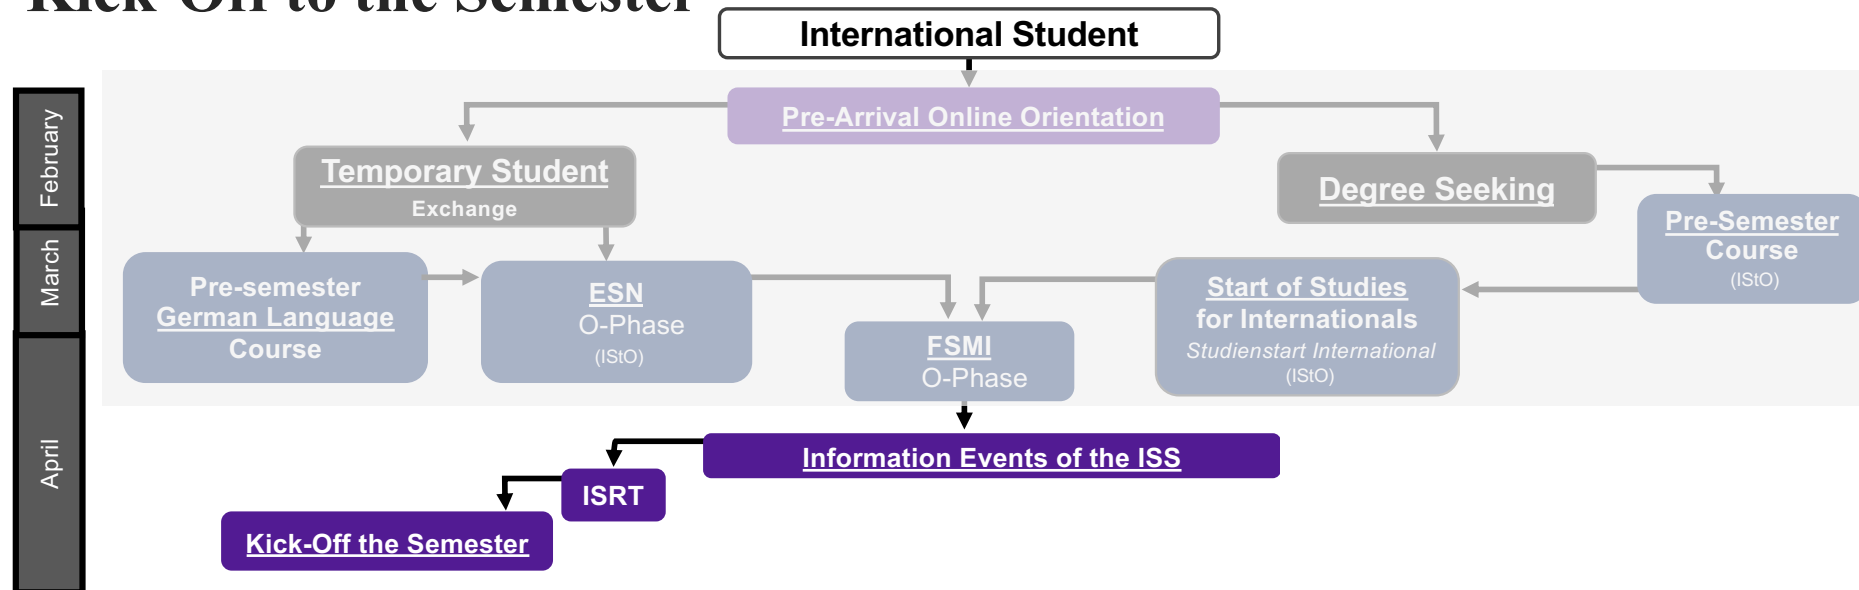 Kick-Off to the Semester
International Student
February
Pre-Arrival Online Orientation
Temporary Student
Exchange
Degree Seeking
Pre-Semester
Course
(IStO)
March
Pre-semester
German Language
Course
ESN
O-Phase
(IStO)
FSMI
O-Phase
Start of Studies
for Internationals
Studienstart International
(IStO)
April
Information Events of the ISS
ISRT
Kick-Off the Semester